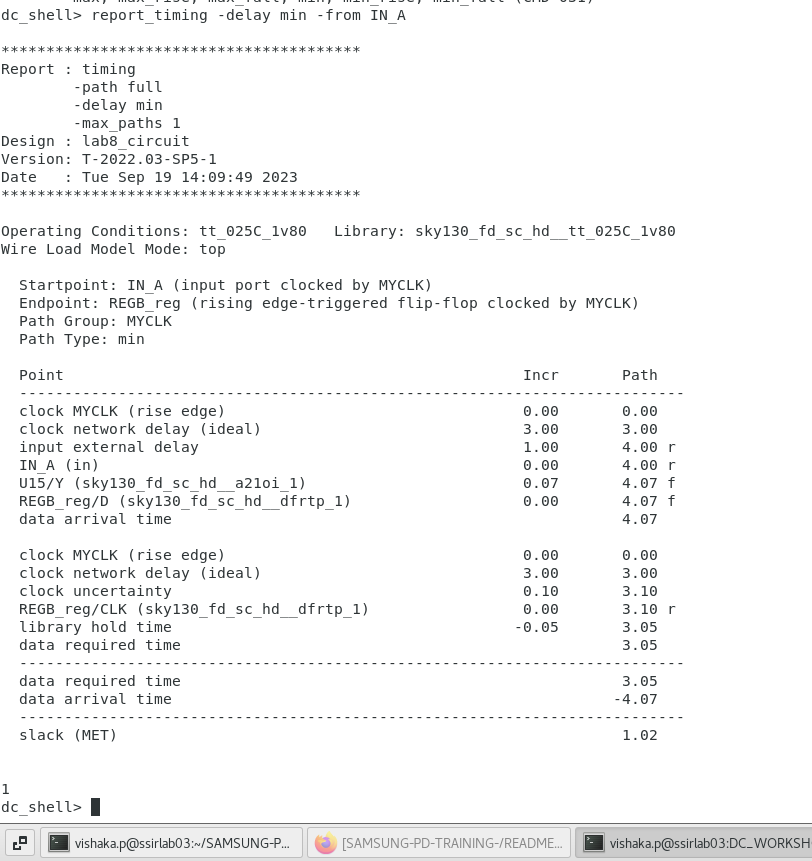 dc_shell> report_timing -delay min -from IN_A
****************************************
Report : timing
        -path full
        -delay min
        -max_paths 1
Design : lab8_circuit
Version: T-2022.03-SP5-1
Date   : Tue Sep 19 14:09:49 2023
****************************************
Operating Conditions: tt_025C_1v80   Library: sky130_fd_sc_hd__tt_025C_1v80
Wire Load Model Mode: top
  Startpoint: IN_A (input port clocked by MYCLK)
  Endpoint: REGB_reg (rising edge-triggered flip-flop clocked by MYCLK)
  Path Group: MYCLK
  Path Type: min
  Point                                                   Incr       Path
  --------------------------------------------------------------------------
  clock MYCLK (rise edge)                                 0.00       0.00
  clock network delay (ideal)                             3.00       3.00
  input external delay                                    1.00       4.00 r
  IN_A (in)                                               0.00       4.00 r
  U15/Y (sky130_fd_sc_hd__a21oi_1)                        0.07       4.07 f
  REGB_reg/D (sky130_fd_sc_hd__dfrtp_1)                   0.00       4.07 f
  data arrival time                                                  4.07
  clock MYCLK (rise edge)                                 0.00       0.00
  clock network delay (ideal)                             3.00       3.00
  clock uncertainty                                       0.10       3.10
  REGB_reg/CLK (sky130_fd_sc_hd__dfrtp_1)                 0.00       3.10 r
  library hold time                                      -0.05       3.05
  data required time                                                 3.05
  --------------------------------------------------------------------------
  data required time                                                 3.05
  data arrival time                                                 -4.07
  --------------------------------------------------------------------------
  slack (MET)                                                        1.02
1
dc_shell>
vishaka.p@ssirlab03:~/SAMSUNG-P... [SAMSUNG-PD-TRAINING-/README... vishaka.p@ssirlab03:DC_WORKSH